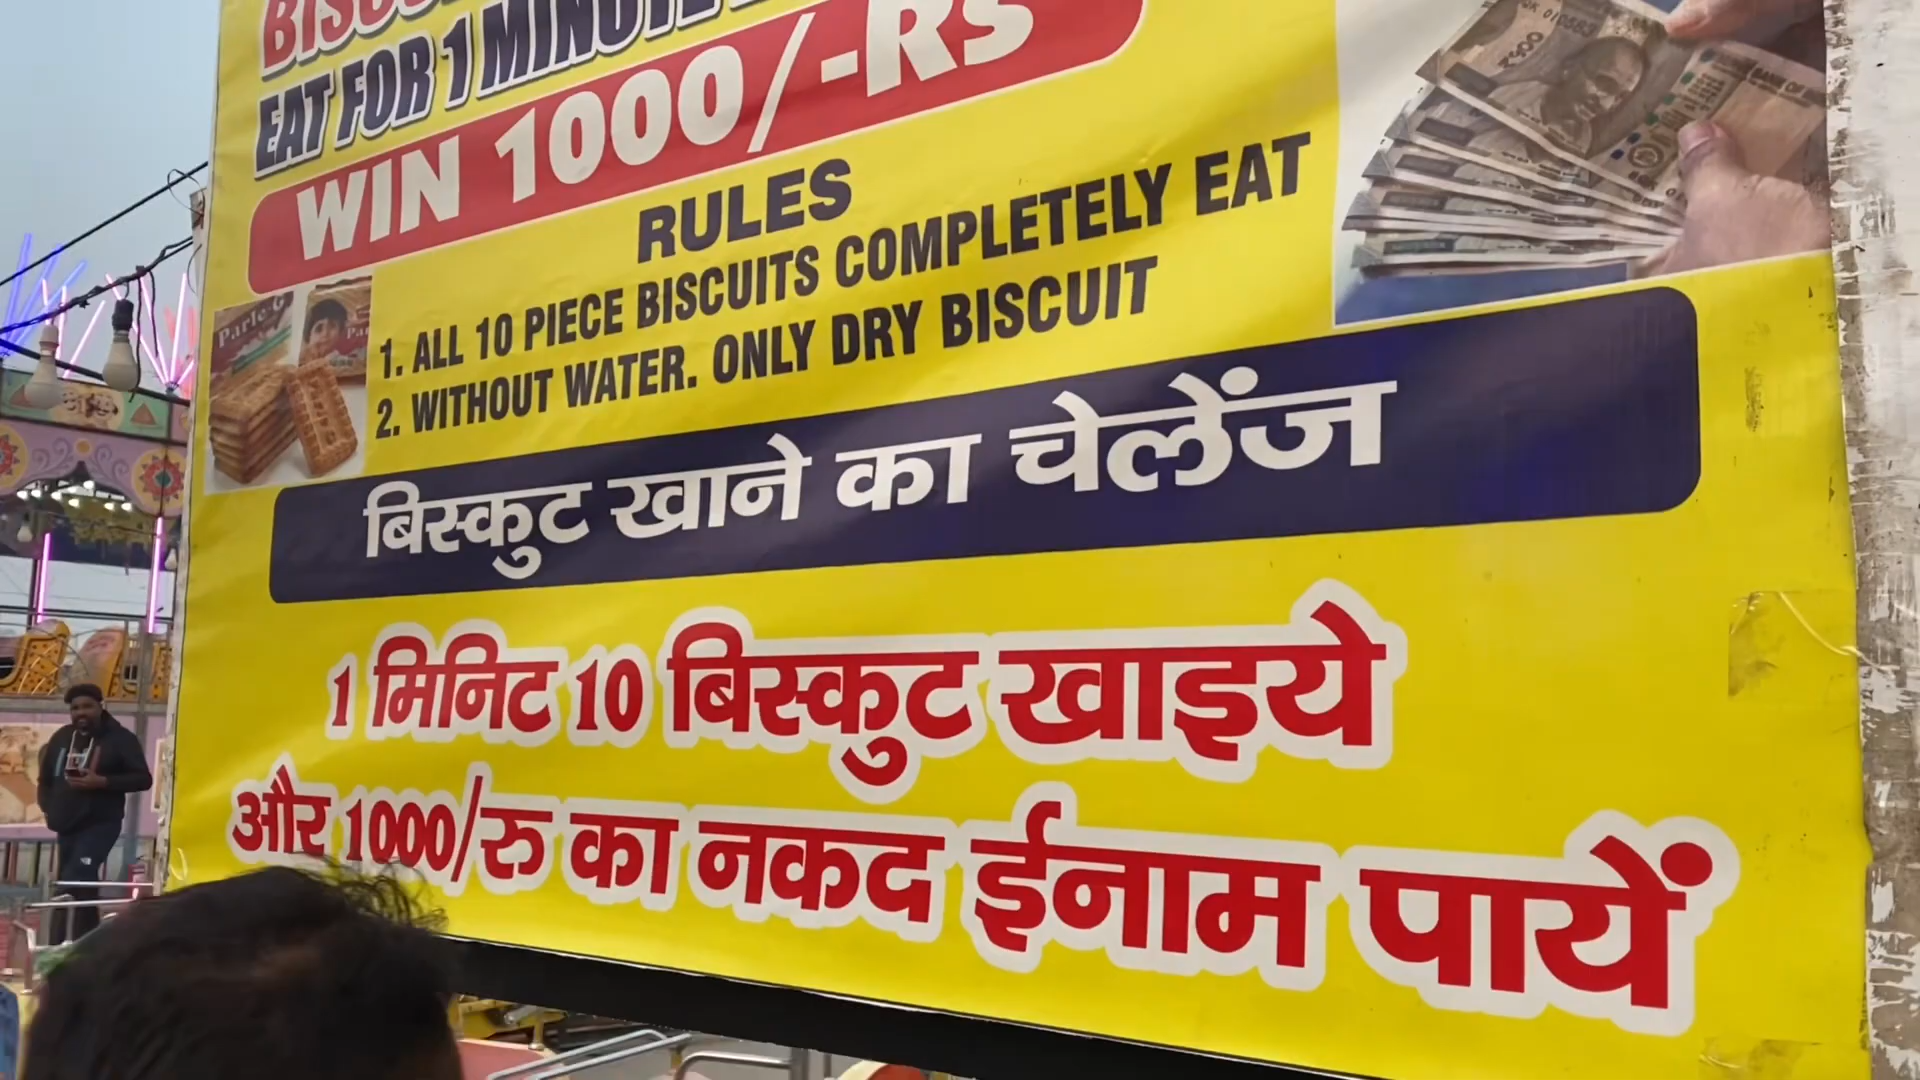 EAT FOR 1 MINUTE
WIN 1000/-RS
RULES
1. ALL 10 PIECE BISCUITS COMPLETELY EAT
2. WITHOUT WATER. ONLY DRY BISCUIT
Parle-G
बिस्कुट खाने का चेलेंज
1 मिनिट 10 बिस्कुट खाइये
और 1000/रु का नकद ईनाम पायें